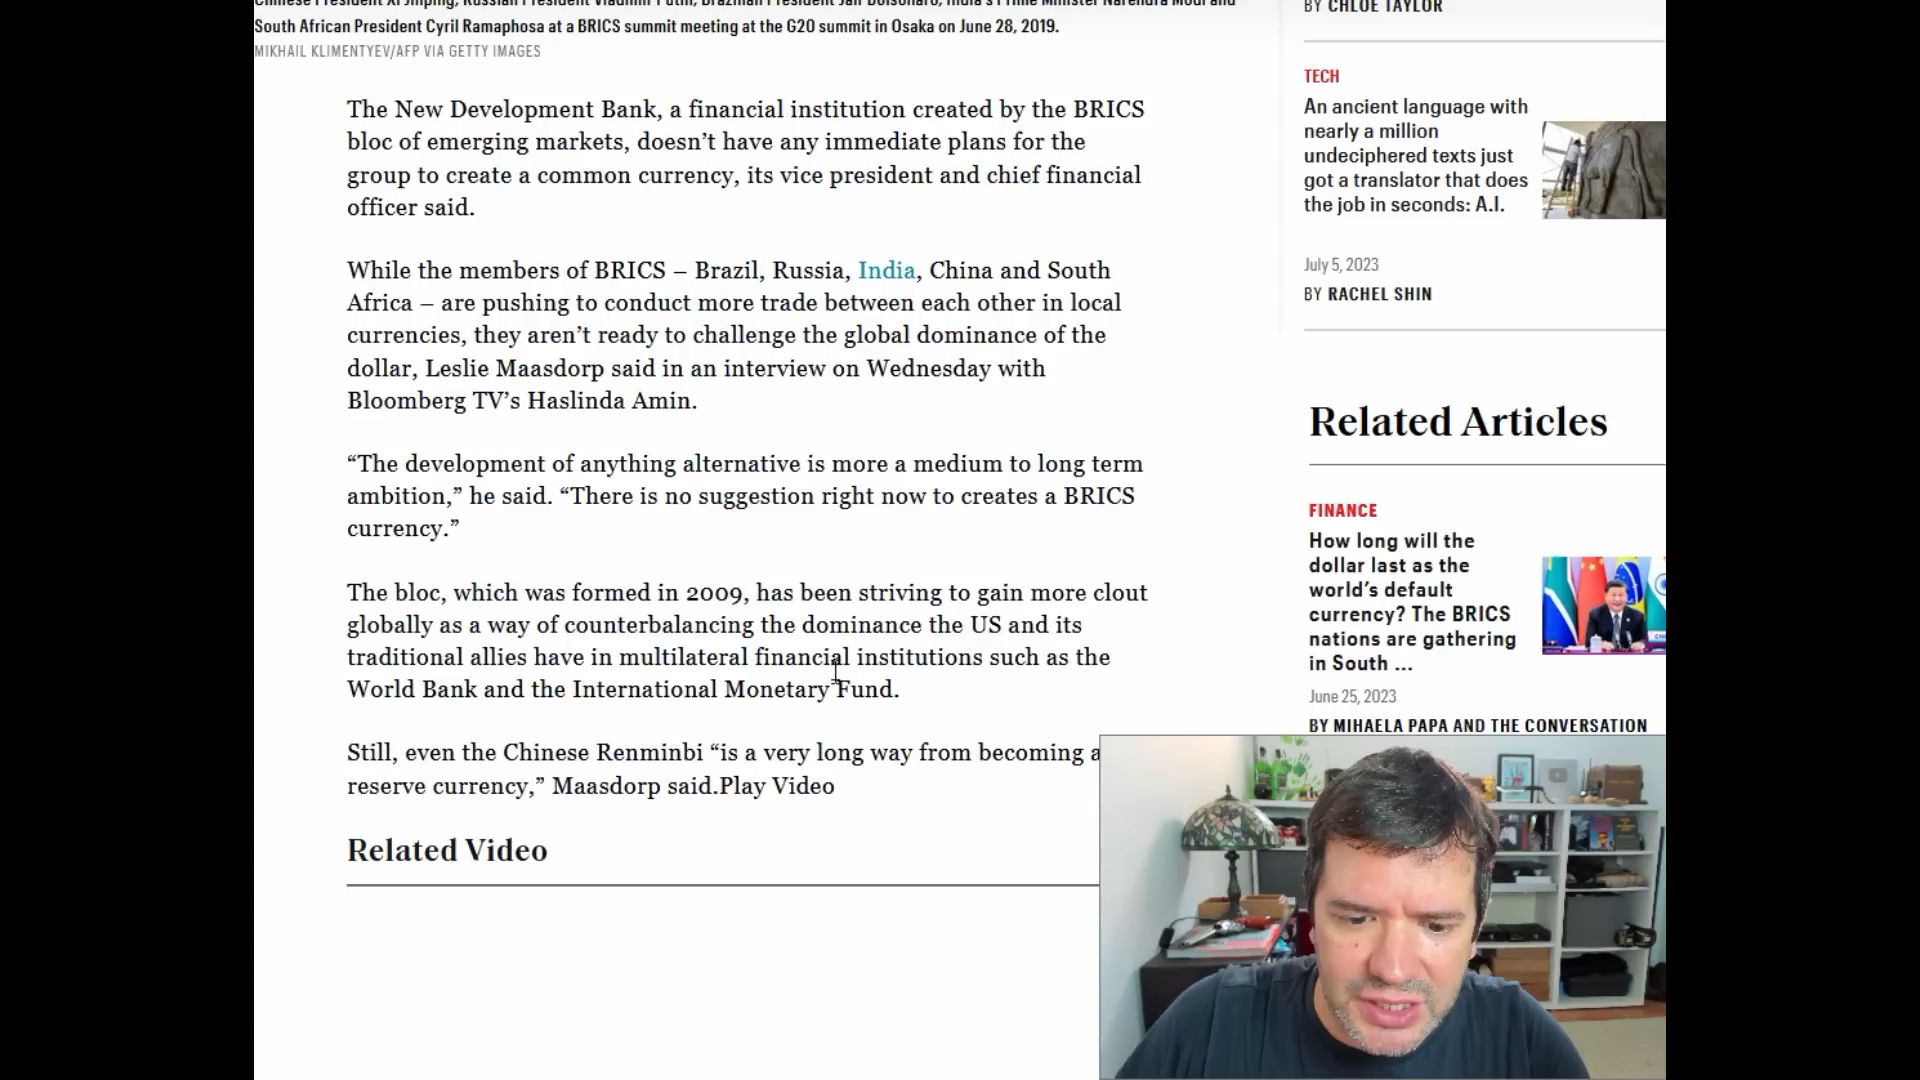 Chinese President Xi Jinping, Russian President Vladimir Putin, Brazilian President Jair Bolsonaro, India's Prime Minister Narendra Modi and
South African President Cyril Ramaphosa at a BRICS summit meeting at the G20 summit in Osaka on June 28, 2019.
MIKHAIL KLIMENTYEV/AFP VIA GETTY IMAGES
The New Development Bank, a financial institution created by the BRICS
bloc of emerging markets, doesn’t have any immediate plans for the
group to create a common currency, its vice president and chief financial
officer said.
While the members of BRICS – Brazil, Russia, India, China and South
Africa – are pushing to conduct more trade between each other in local
currencies, they aren’t ready to challenge the global dominance of the
dollar, Leslie Maasdorp said in an interview on Wednesday with
Bloomberg TV’s Haslinda Amin.
“The development of anything alternative is more a medium to long term
ambition,” he said. “There is no suggestion right now to creates a BRICS
currency.”
The bloc, which was formed in 2009, has been striving to gain more clout
globally as a way of counterbalancing the dominance the US and its
traditional allies have in multilateral financial institutions such as the
World Bank and the International Monetary Fund.
Still, even the Chinese Renminbi “is a very long way from becoming a
reserve currency,” Maasdorp said.Play Video
Related Video
BY CHLOE TAYLOR
TECH
An ancient language with
nearly a million
undeciphered texts just
got a translator that does
the job in seconds: A.I.
July 5, 2023
BY RACHEL SHIN
Related Articles
FINANCE
How long will the
dollar last as the
world’s default
currency? The BRICS
nations are gathering
in South ...
June 25, 2023
BY MIHAELA PAPA AND THE CONVERSATION